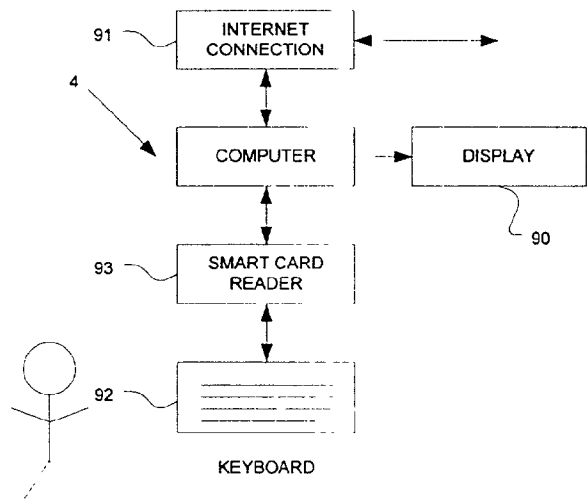 91
INTERNET
CONNECTION
4
COMPUTER
DISPLAY
90
93
SMART CARD
READER
92
KEYBOARD